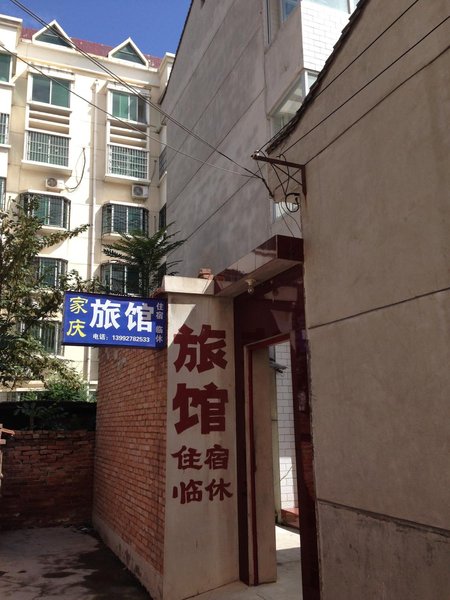 家庆
旅馆
住宿 临休
电话：13992782533
旅馆
住宿
临休